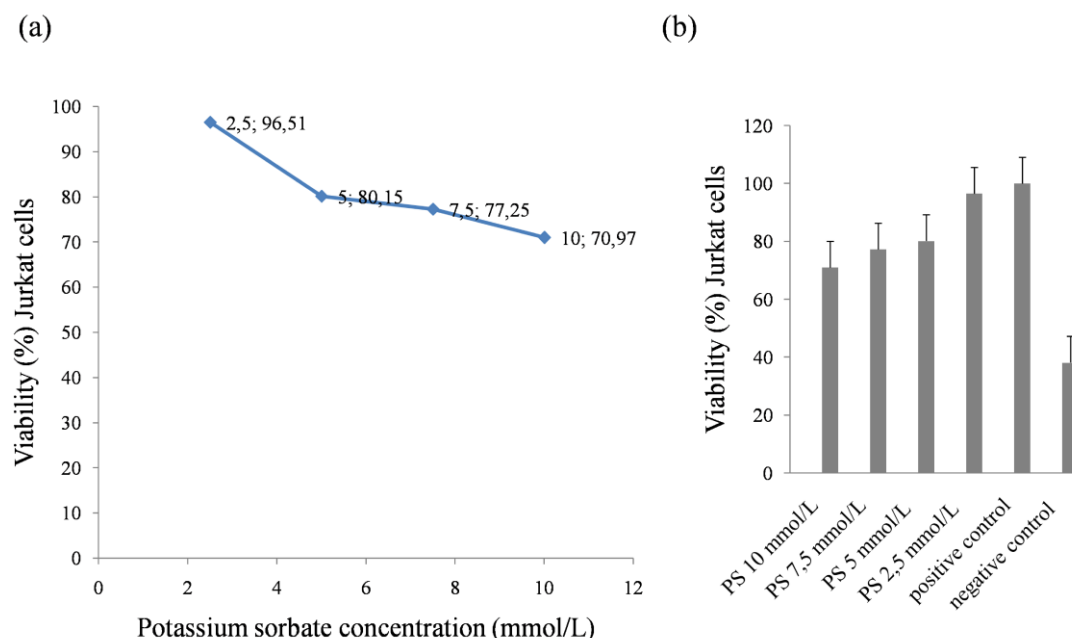 (a)
Viability (%) Jurkat cells
100
90
80
70
60
50
40
30
20
10
0
2,5; 96,51
5; 80,15
7,5; 77,25
10; 70,97
0 2 4 6 8 10 12
Potassium sorbate concentration (mmol/L)
(b)
Viability (%) Jurkat cells
120
100
80
60
40
20
0
PS 10 mmol/L
PS 7,5 mmol/L
PS 5 mmol/L
PS 2,5 mmol/L
positive control
negative control